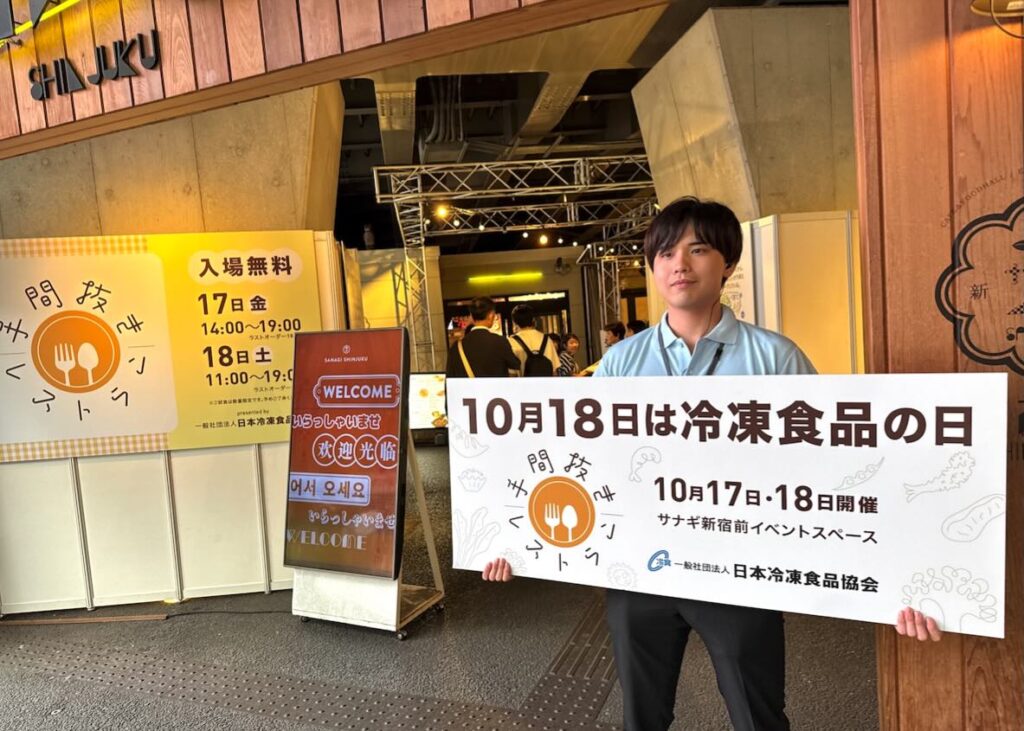 SHINJUKU
手間抜きレストラン
入場無料
17日 金
14:00〜19:00
18日 土
11:00〜19:0
presented by
一般社団法人 日本冷凍食品
SANAGI SHINJUKU
WELCOME
いらっしゃいませ
欢迎光临
어서 오세요
いらっしゃいませ
WELCOME
10月18日は冷凍食品の日
手間抜きレストラン
10月17日・18日開催
サナギ新宿前イベントスペース
冷食 一般社団法人 日本冷凍食品協会
新